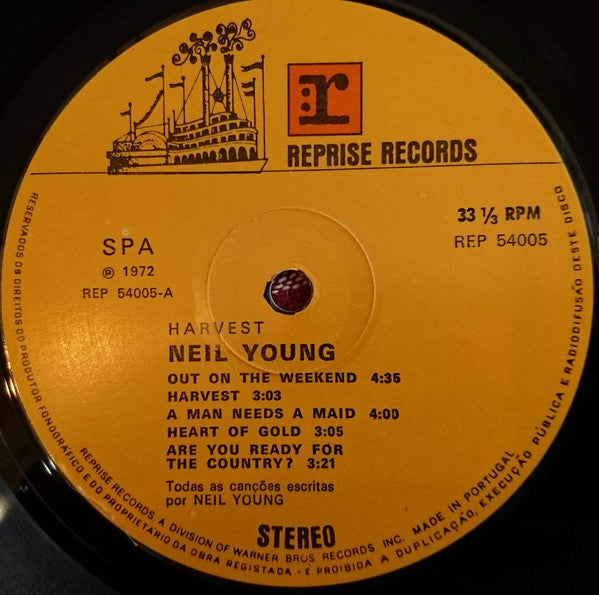 r
REPRISE RECORDS
33 ⅓ RPM
SPA
REP 54005
℗ 1972
REP 54005-A
HARVEST
NEIL YOUNG
OUT ON THE WEEKEND 4:35
HARVEST 3:03
A MAN NEEDS A MAID 4:00
HEART OF GOLD 3:05
ARE YOU READY FOR
THE COUNTRY? 3:21
Todas as canções escritas
por NEIL YOUNG
STEREO
REPRISE RECORDS A DIVISION OF WARNER BROS. RECORDS INC. MADE IN PORTUGAL
RESERVADOS OS DIREITOS DO PRODUTOR FONOGRÁFICO E DO PROPRIETÁRIO DA OBRA REGISTADA · É PROIBIDA A DUPLICAÇÃO, EXECUÇÃO PÚBLICA E RADIODIFUSÃO DESTE DISCO